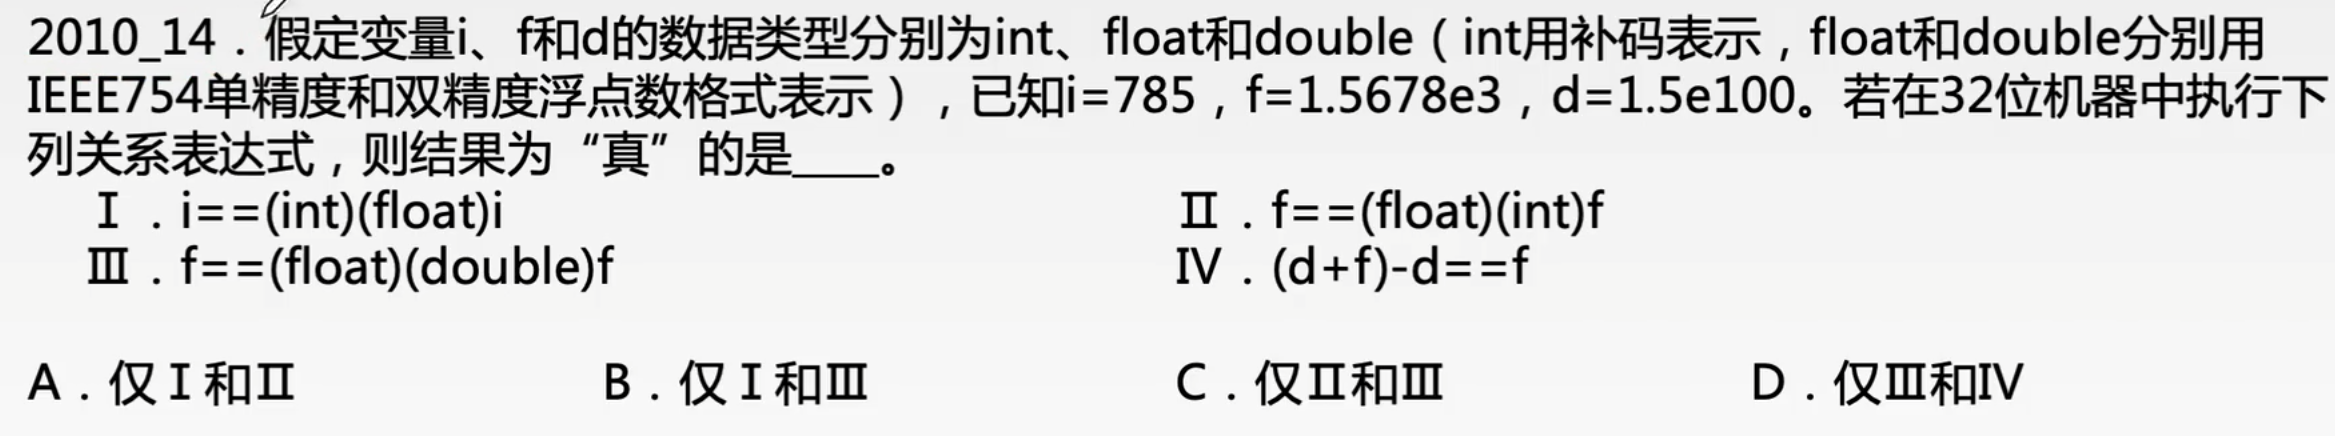 2010_14．假定变量i、f和d的数据类型分别为int、float和double（int用补码表示，float和double分别用
IEEE754单精度和双精度浮点数格式表示），已知i=785，f=1.5678e3，d=1.5e100。若在32位机器中执行下
列关系表达式，则结果为“真”的是____。
Ⅰ．i==(int)(float)i Ⅱ．f==(float)(int)f
Ⅲ．f==(float)(double)f Ⅳ．(d+f)-d==f
A．仅Ⅰ和Ⅱ B．仅Ⅰ和Ⅲ C．仅Ⅱ和Ⅲ D．仅Ⅲ和Ⅳ